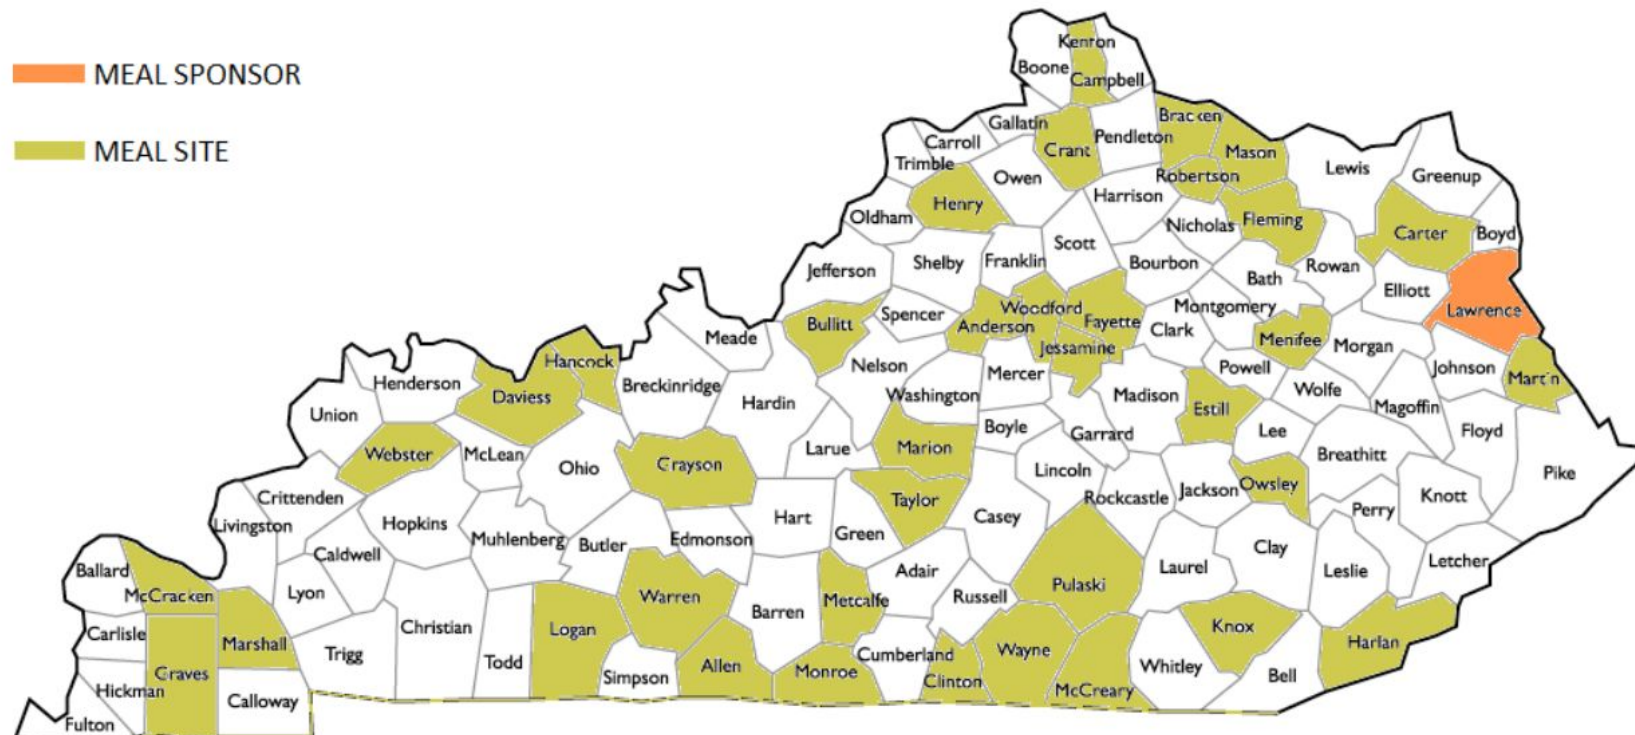 MEAL SPONSOR
MEAL SITE
Kenton
Boone
Campbell
Gallatin
Carroll
Trimble
Grant
Pendleton
Bracken
Mason
Lewis
Greenup
Owen
Robertson
Harrison
Henry
Oldham
Nicholas
Fleming
Carter
Boyd
Scott
Jefferson
Shelby
Franklin
Bourbon
Bath
Rowan
Elliott
Lawrence
Bullitt
Spencer
Anderson
Woodford
Fayette
Clark
Montgomery
Menifee
Morgan
Johnson
Martin
Meade
Jessamine
Hancock
Breckinridge
Nelson
Mercer
Powell
Wolfe
Magoffin
Henderson
Daviess
Hardin
Washington
Madison
Estill
Union
Boyle
Garrard
Lee
Floyd
Webster
McLean
Ohio
Grayson
Larue
Marion
Lincoln
Breathitt
Pike
Crittenden
Rockcastle
Jackson
Owsley
Knott
Livingston
Hopkins
Muhlenberg
Butler
Edmonson
Hart
Green
Taylor
Casey
Perry
Ballard
Caldwell
Adair
Pulaski
Laurel
Clay
Leslie
Letcher
McCracken
Lyon
Warren
Barren
Metcalfe
Russell
Carlisle
Marshall
Trigg
Christian
Todd
Logan
Simpson
Allen
Monroe
Cumberland
Clinton
Wayne
McCreary
Whitley
Knox
Bell
Harlan
Graves
Hickman
Calloway
Fulton